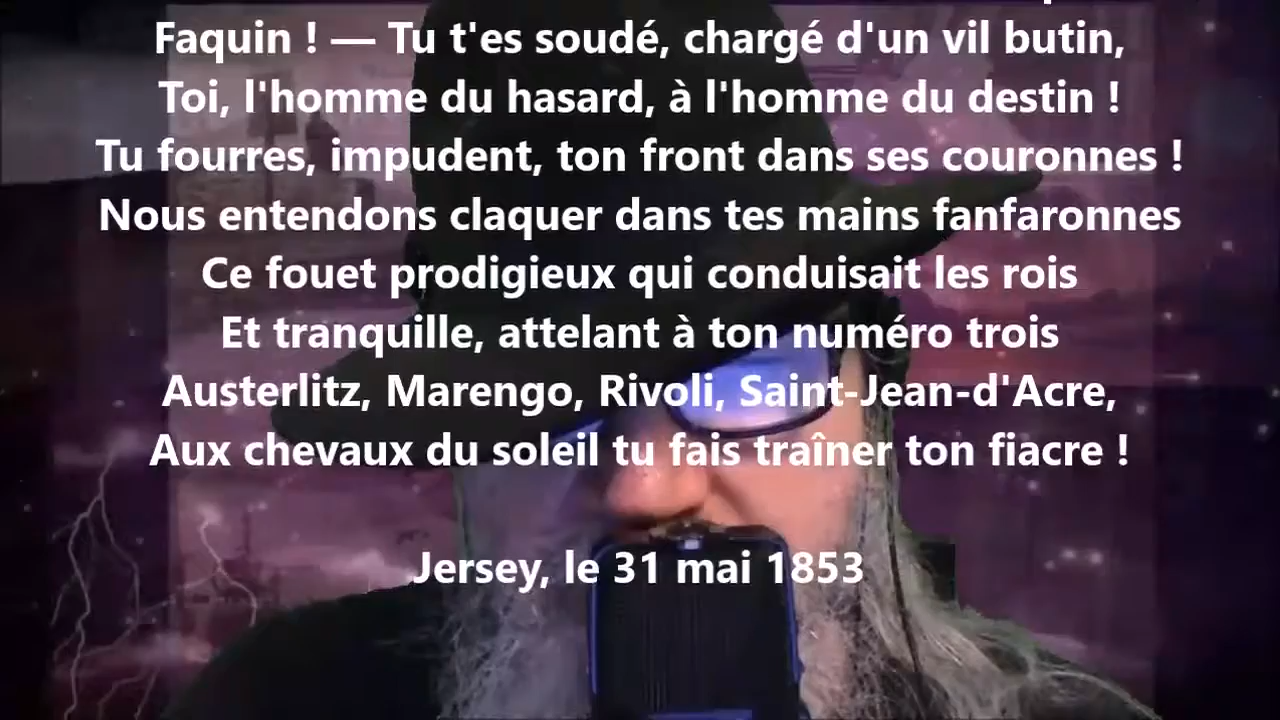 Faquin ! — Tu t'es soudé, chargé d'un vil butin,
Toi, l'homme du hasard, à l'homme du destin !
Tu fourres, impudent, ton front dans ses couronnes !
Nous entendons claquer dans tes mains fanfaronnes
Ce fouet prodigieux qui conduisait les rois
Et tranquille, attelant à ton numéro trois
Austerlitz, Marengo, Rivoli, Saint-Jean-d'Acre,
Aux chevaux du soleil tu fais traîner ton fiacre !
Jersey, le 31 mai 1853